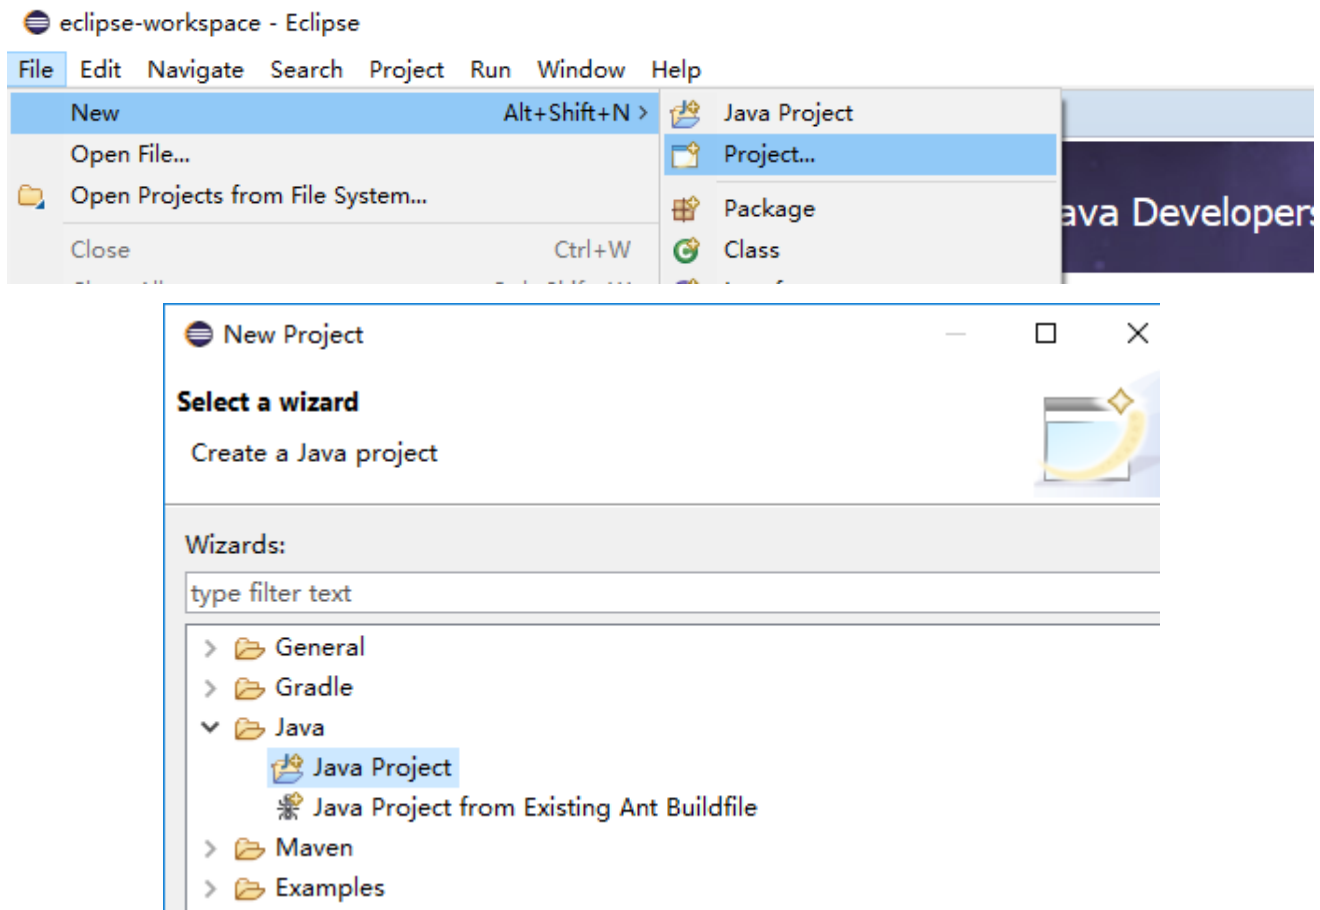 eclipse-workspace - Eclipse
File Edit Navigate Search Project Run Window Help
New Alt+Shift+N > Java Project
Open File... Project...
Open Projects from File System...
Package
ava Developers
Close Ctrl+W Class
New Project
Select a wizard
Create a Java project
Wizards:
type filter text
General
Gradle
Java
Java Project
Java Project from Existing Ant Buildfile
Maven
Examples